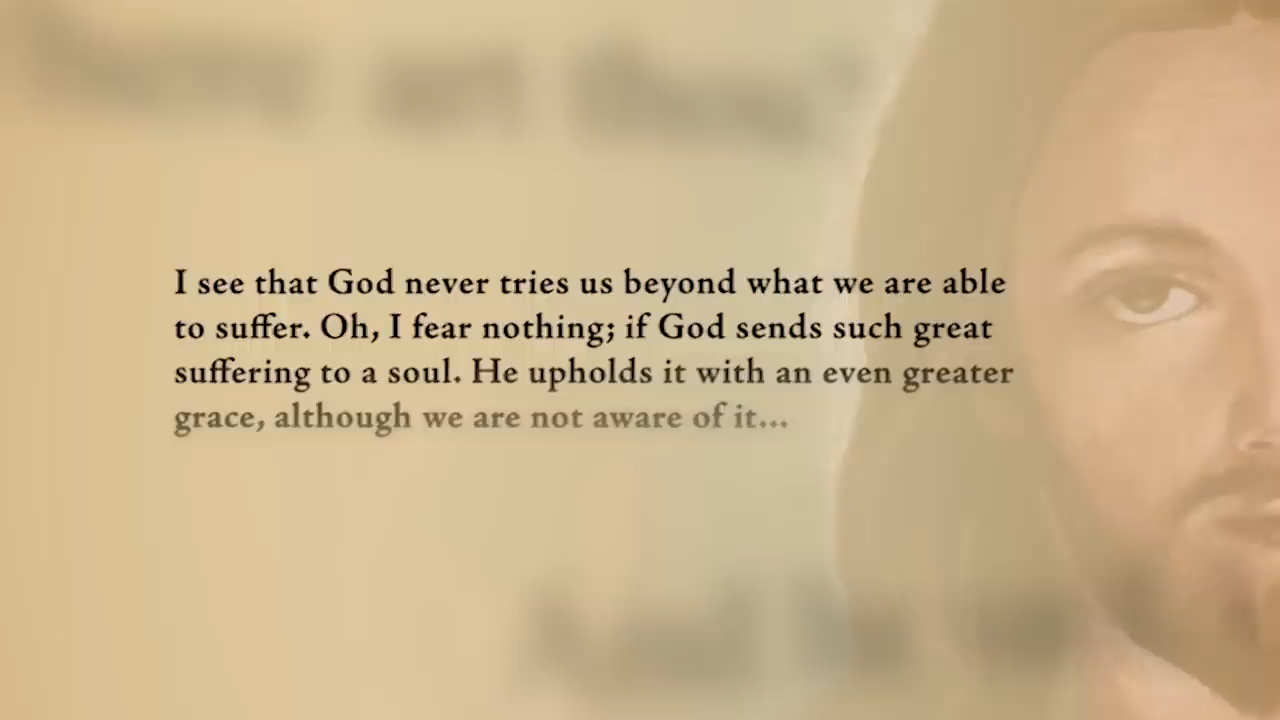 I see that God never tries us beyond what we are able
to suffer. Oh, I fear nothing; if God sends such great
suffering to a soul. He upholds it with an even greater
grace, although we are not aware of it...